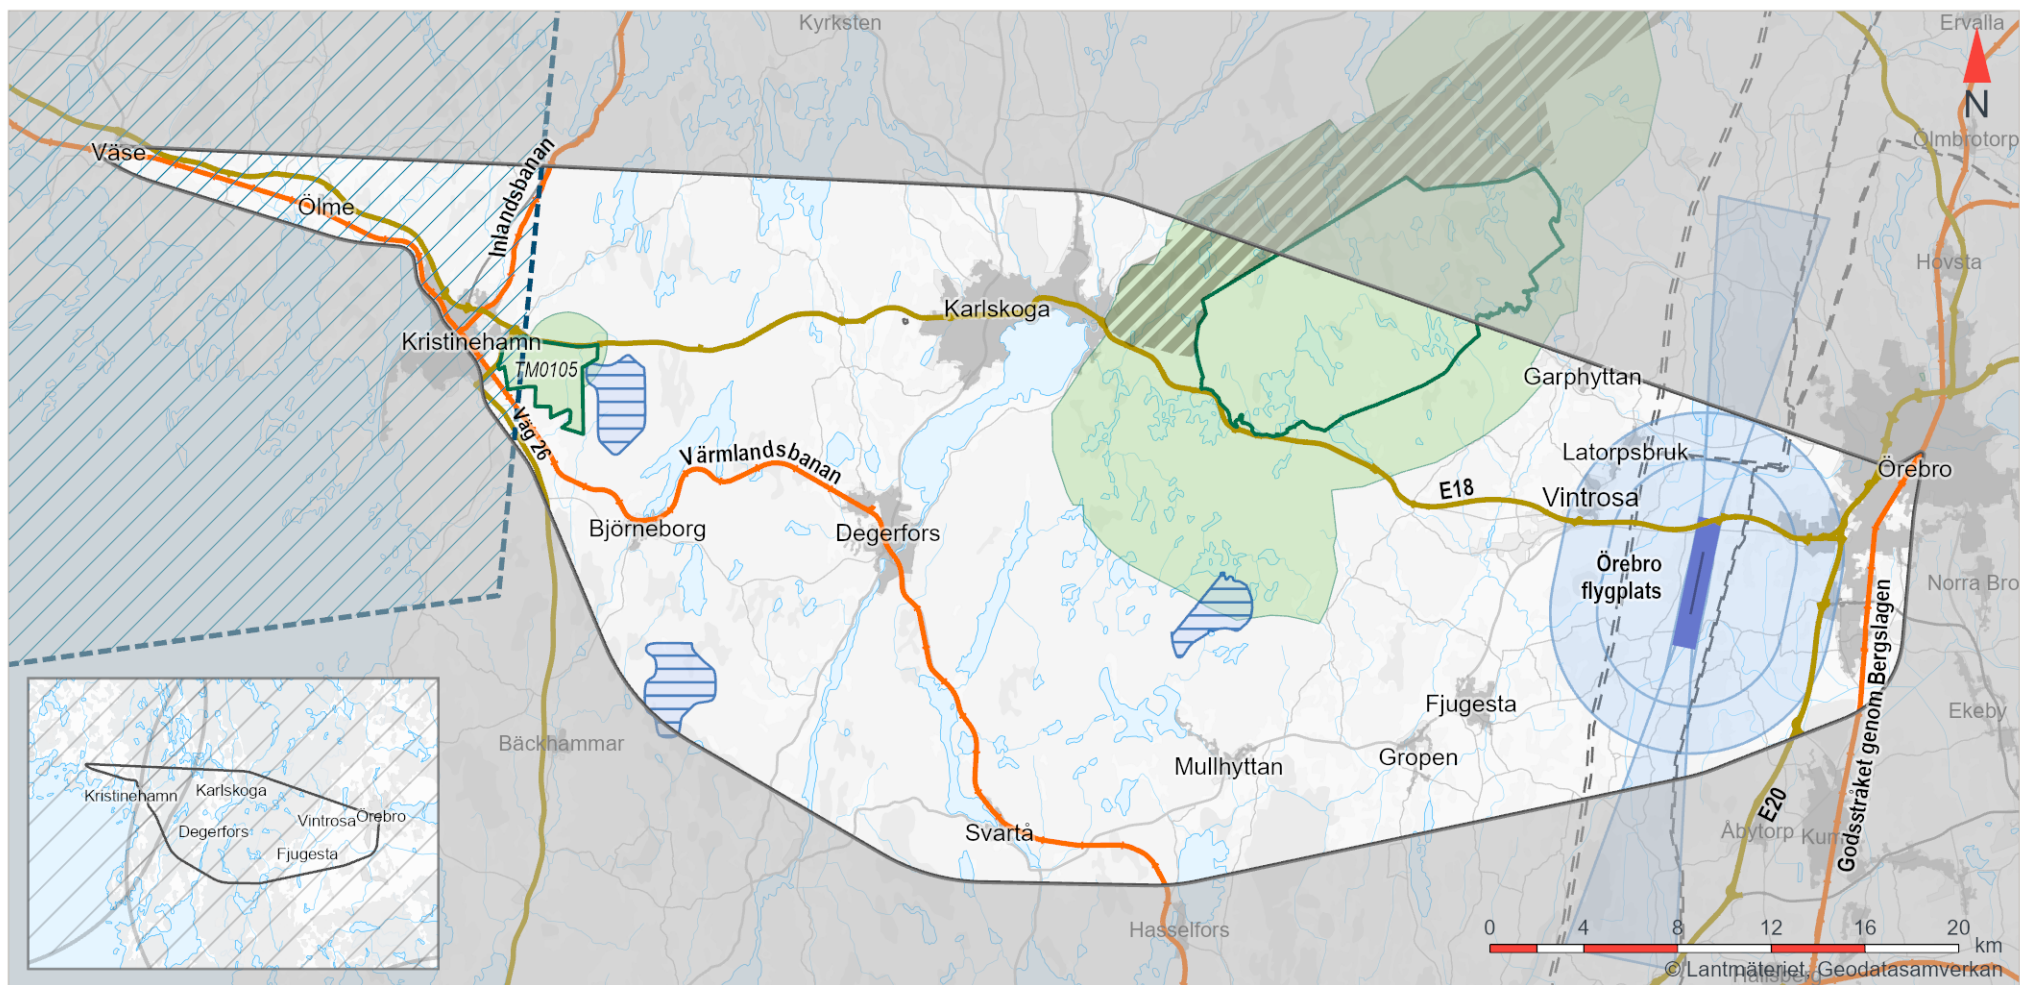 Kyrksten
Ervalla
N
Ölmbrotorp
Väse
Inlandsbanan
Ölme
Hovsta
Karlskoga
Kristinehamn
TM0105
Garphyttan
Väg 26
Värmlandsbanan
Latorpsbruk
Örebro
E18
Vintrosa
Björneborg
Degerfors
Örebro
flygplats
Norra Bro
Godsstråket genom Bergslagen
Fjugesta
Ekeby
Bäckhammar
Gropen
Mullhyttan
E20
Svartå
Åbytorp
Hasselfors
Kristinehamn
Karlskoga
Degerfors
Vintrosa
Örebro
Fjugesta
0 4 8 12 16 20
km
© Lantmäteriet, Geodatasamverkan